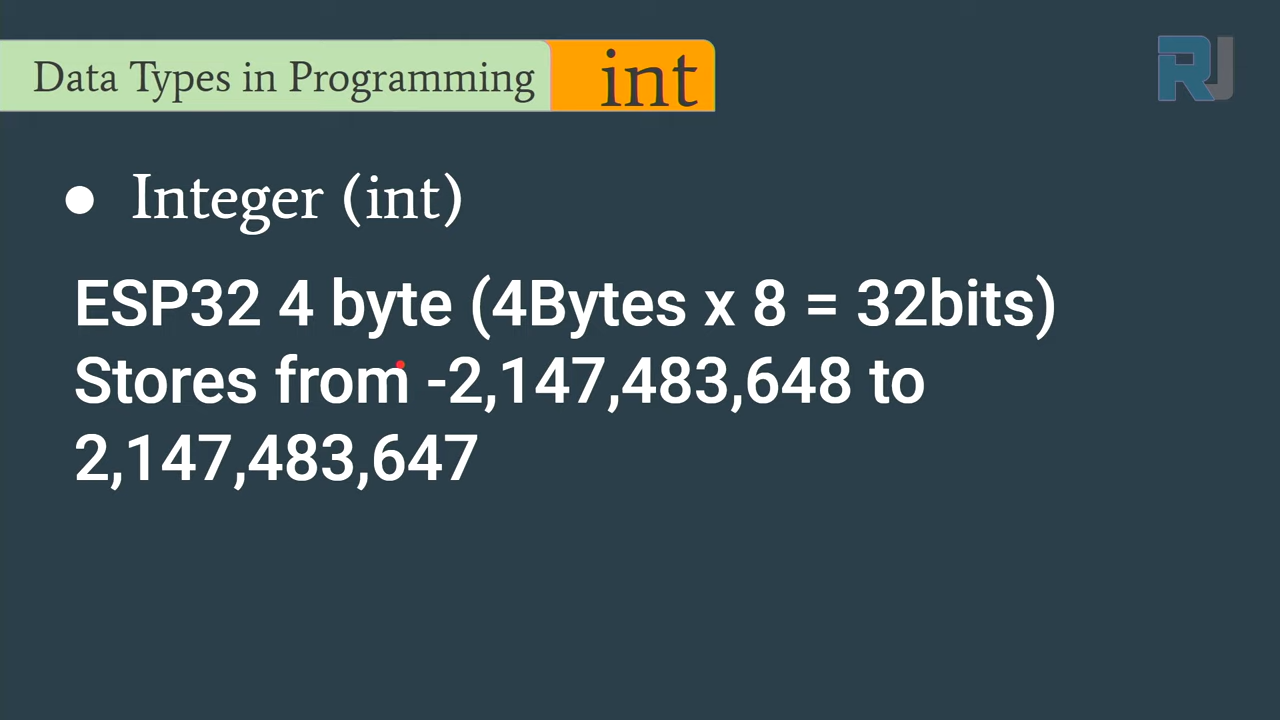 Data Types in Programming int
RJ
● Integer (int)
ESP32 4 byte (4Bytes x 8 = 32bits)
Stores from -2,147,483,648 to
2,147,483,647